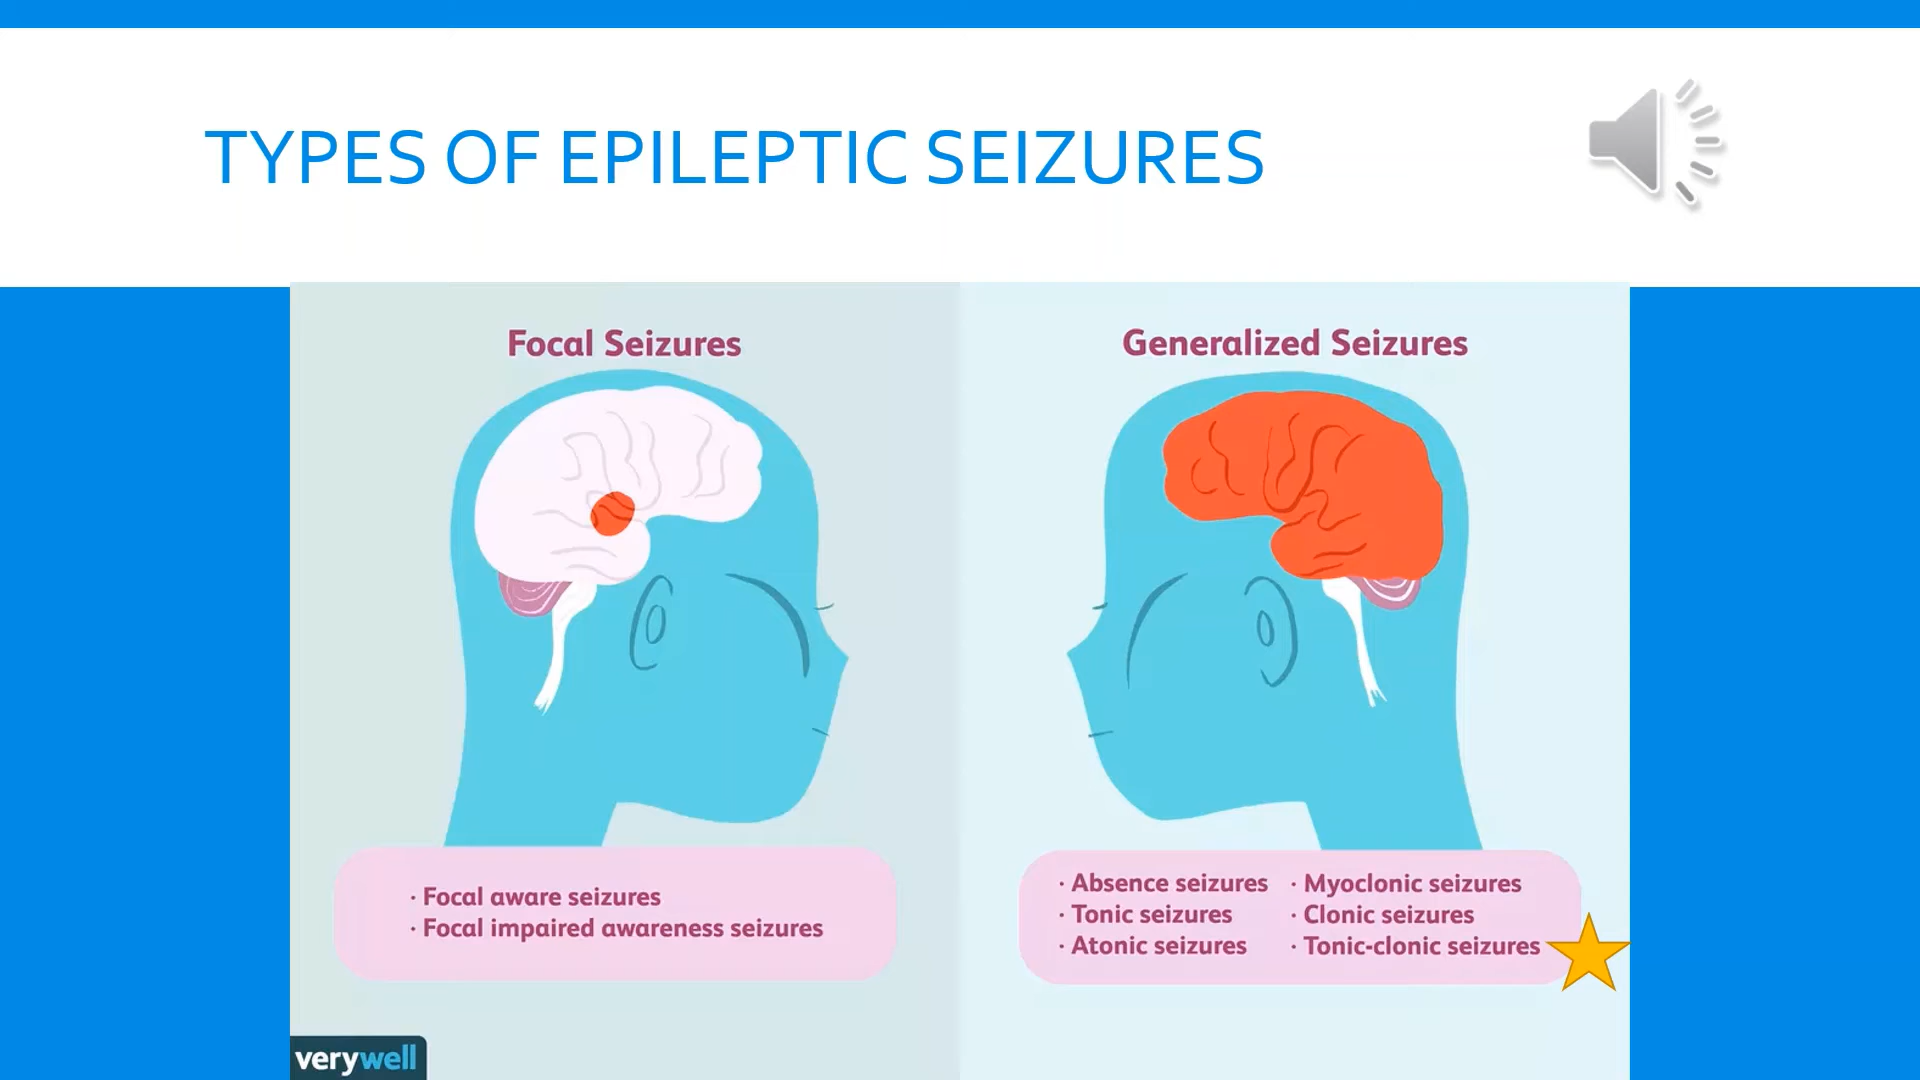 TYPES OF EPILEPTIC SEIZURES
Focal Seizures
· Focal aware seizures
· Focal impaired awareness seizures
Generalized Seizures
· Absence seizures
· Tonic seizures
· Atonic seizures
· Myoclonic seizures
· Clonic seizures
· Tonic-clonic seizures
verywell